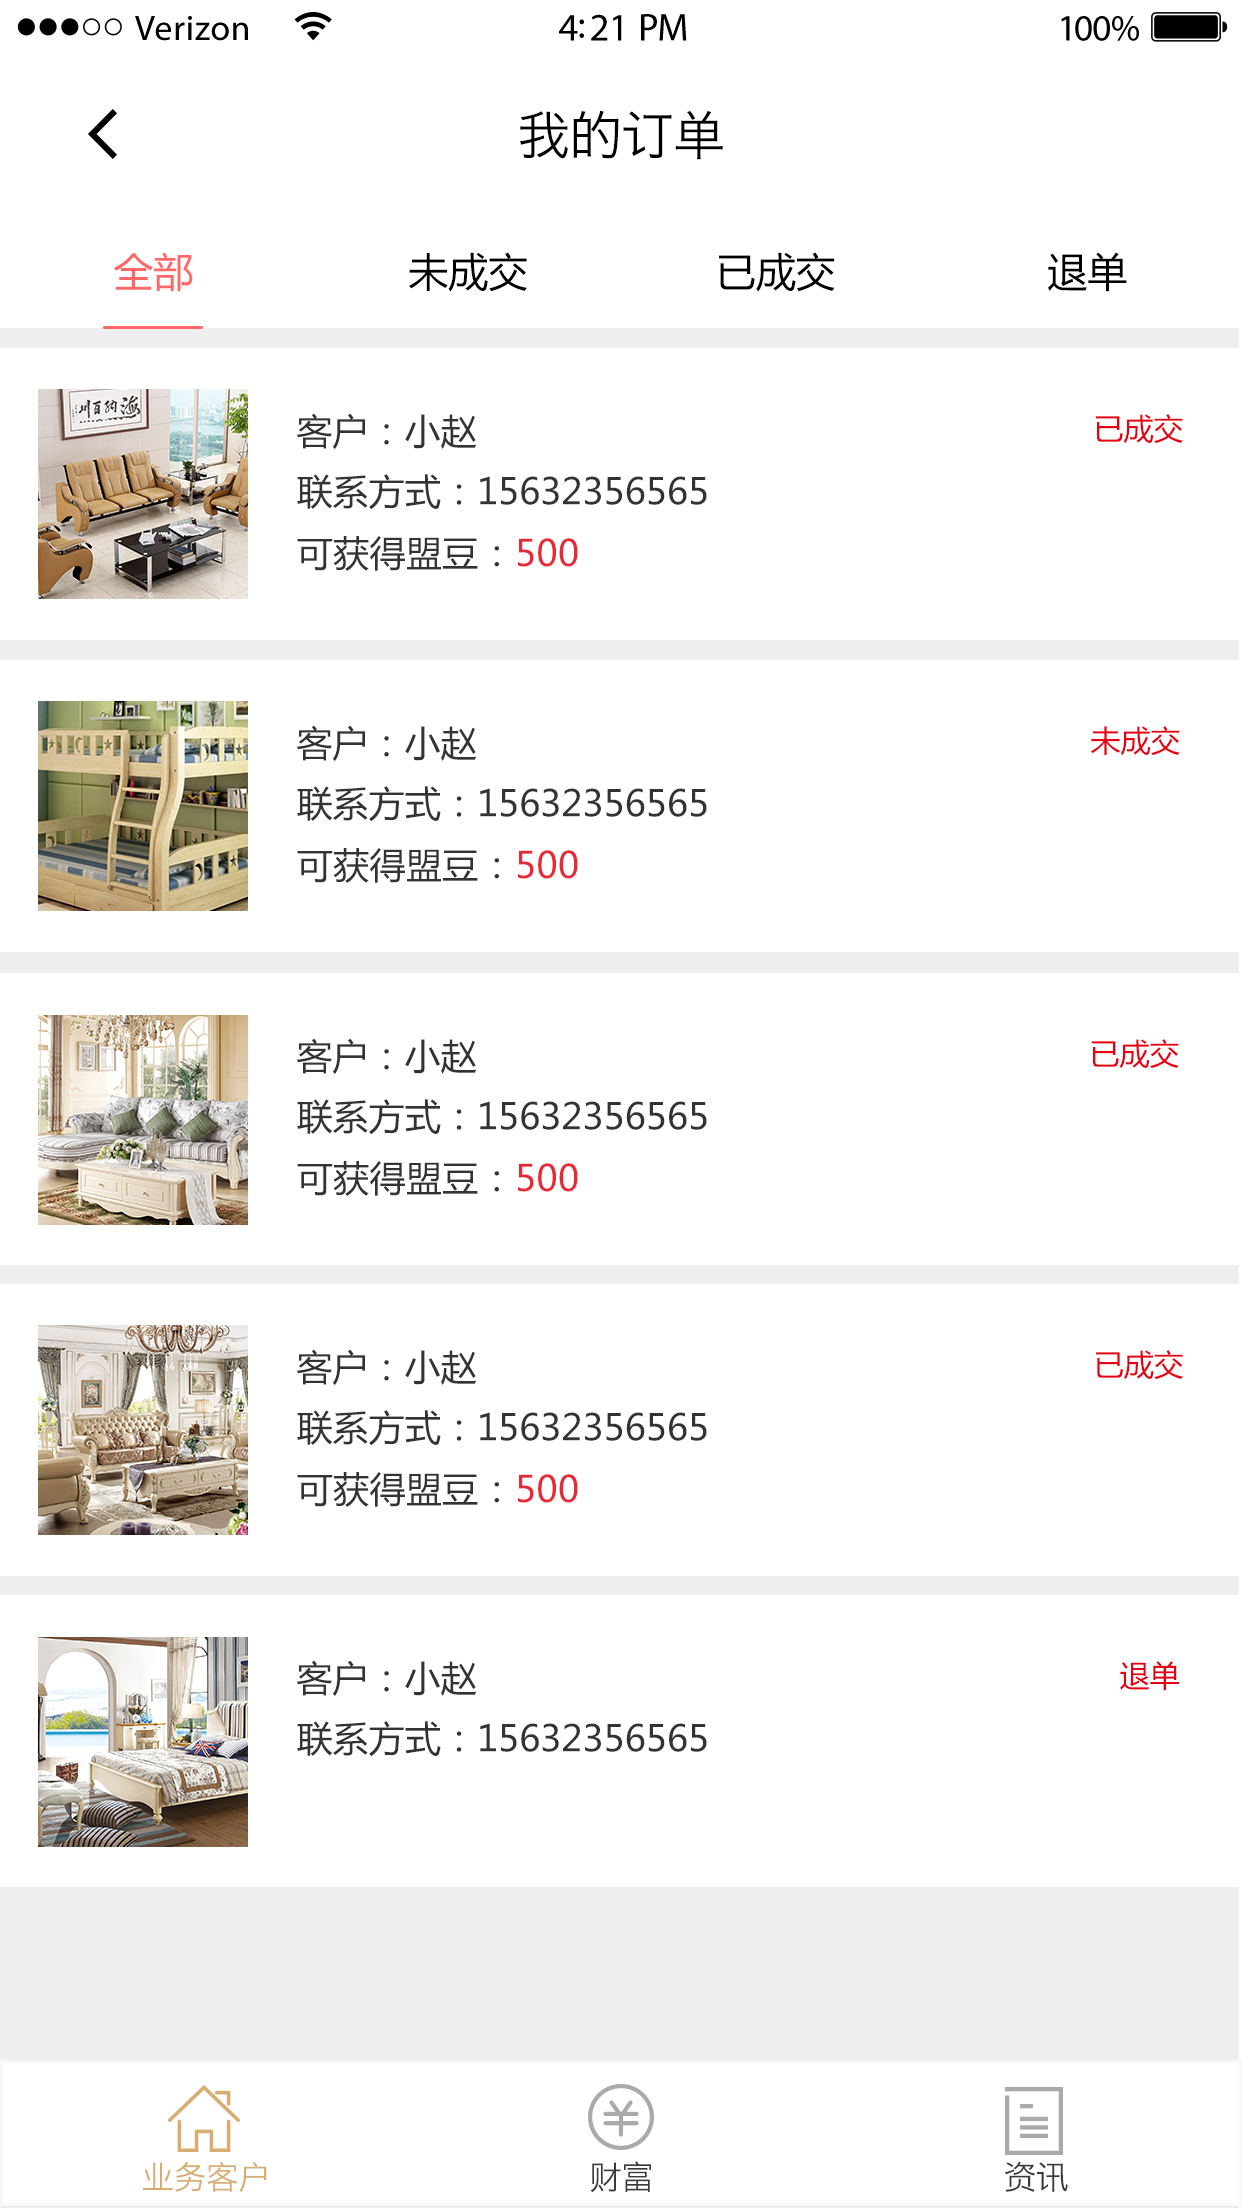 Verizon 4:21 PM 100%
我的订单
全部 未成交 已成交 退单
海纳百川
客户：小赵 已成交
联系方式：15632356565
可获得盟豆：500
客户：小赵 未成交
联系方式：15632356565
可获得盟豆：500
客户：小赵 已成交
联系方式：15632356565
可获得盟豆：500
客户：小赵 已成交
联系方式：15632356565
可获得盟豆：500
客户：小赵 退单
联系方式：15632356565
业务客户 财富 资讯